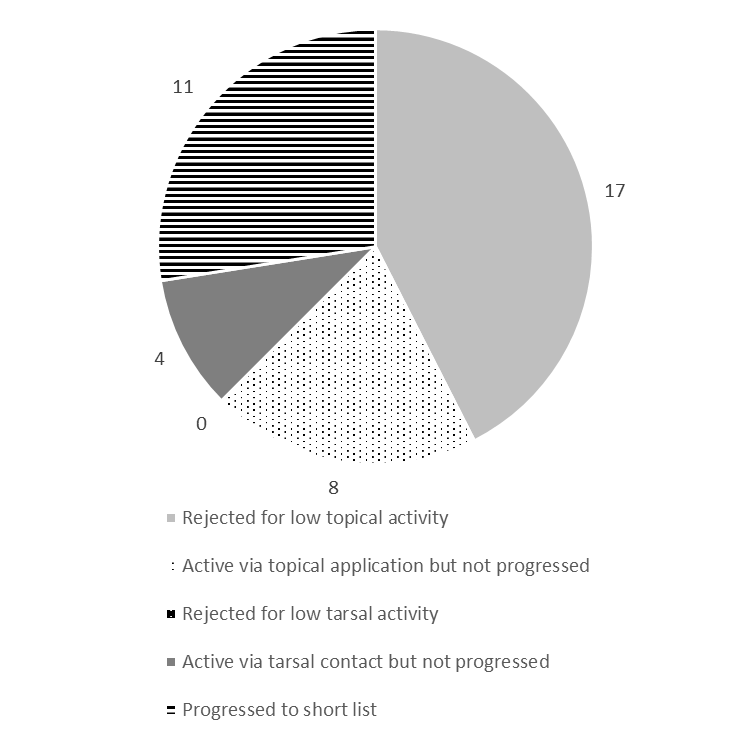 11
17
4
0
8
Rejected for low topical activity
Active via topical application but not progressed
Rejected for low tarsal activity
Active via tarsal contact but not progressed
Progressed to short list